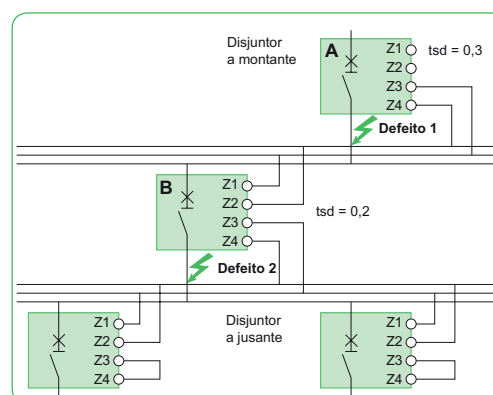 Disjuntor
a montante
A
Z1
Z2
Z3
Z4
tsd = 0,3
Defeito 1
B
Z1
Z2
Z3
Z4
tsd = 0,2
Defeito 2
Z1
Z2
Z3
Z4
Disjuntor
a jusante
Z1
Z2
Z3
Z4